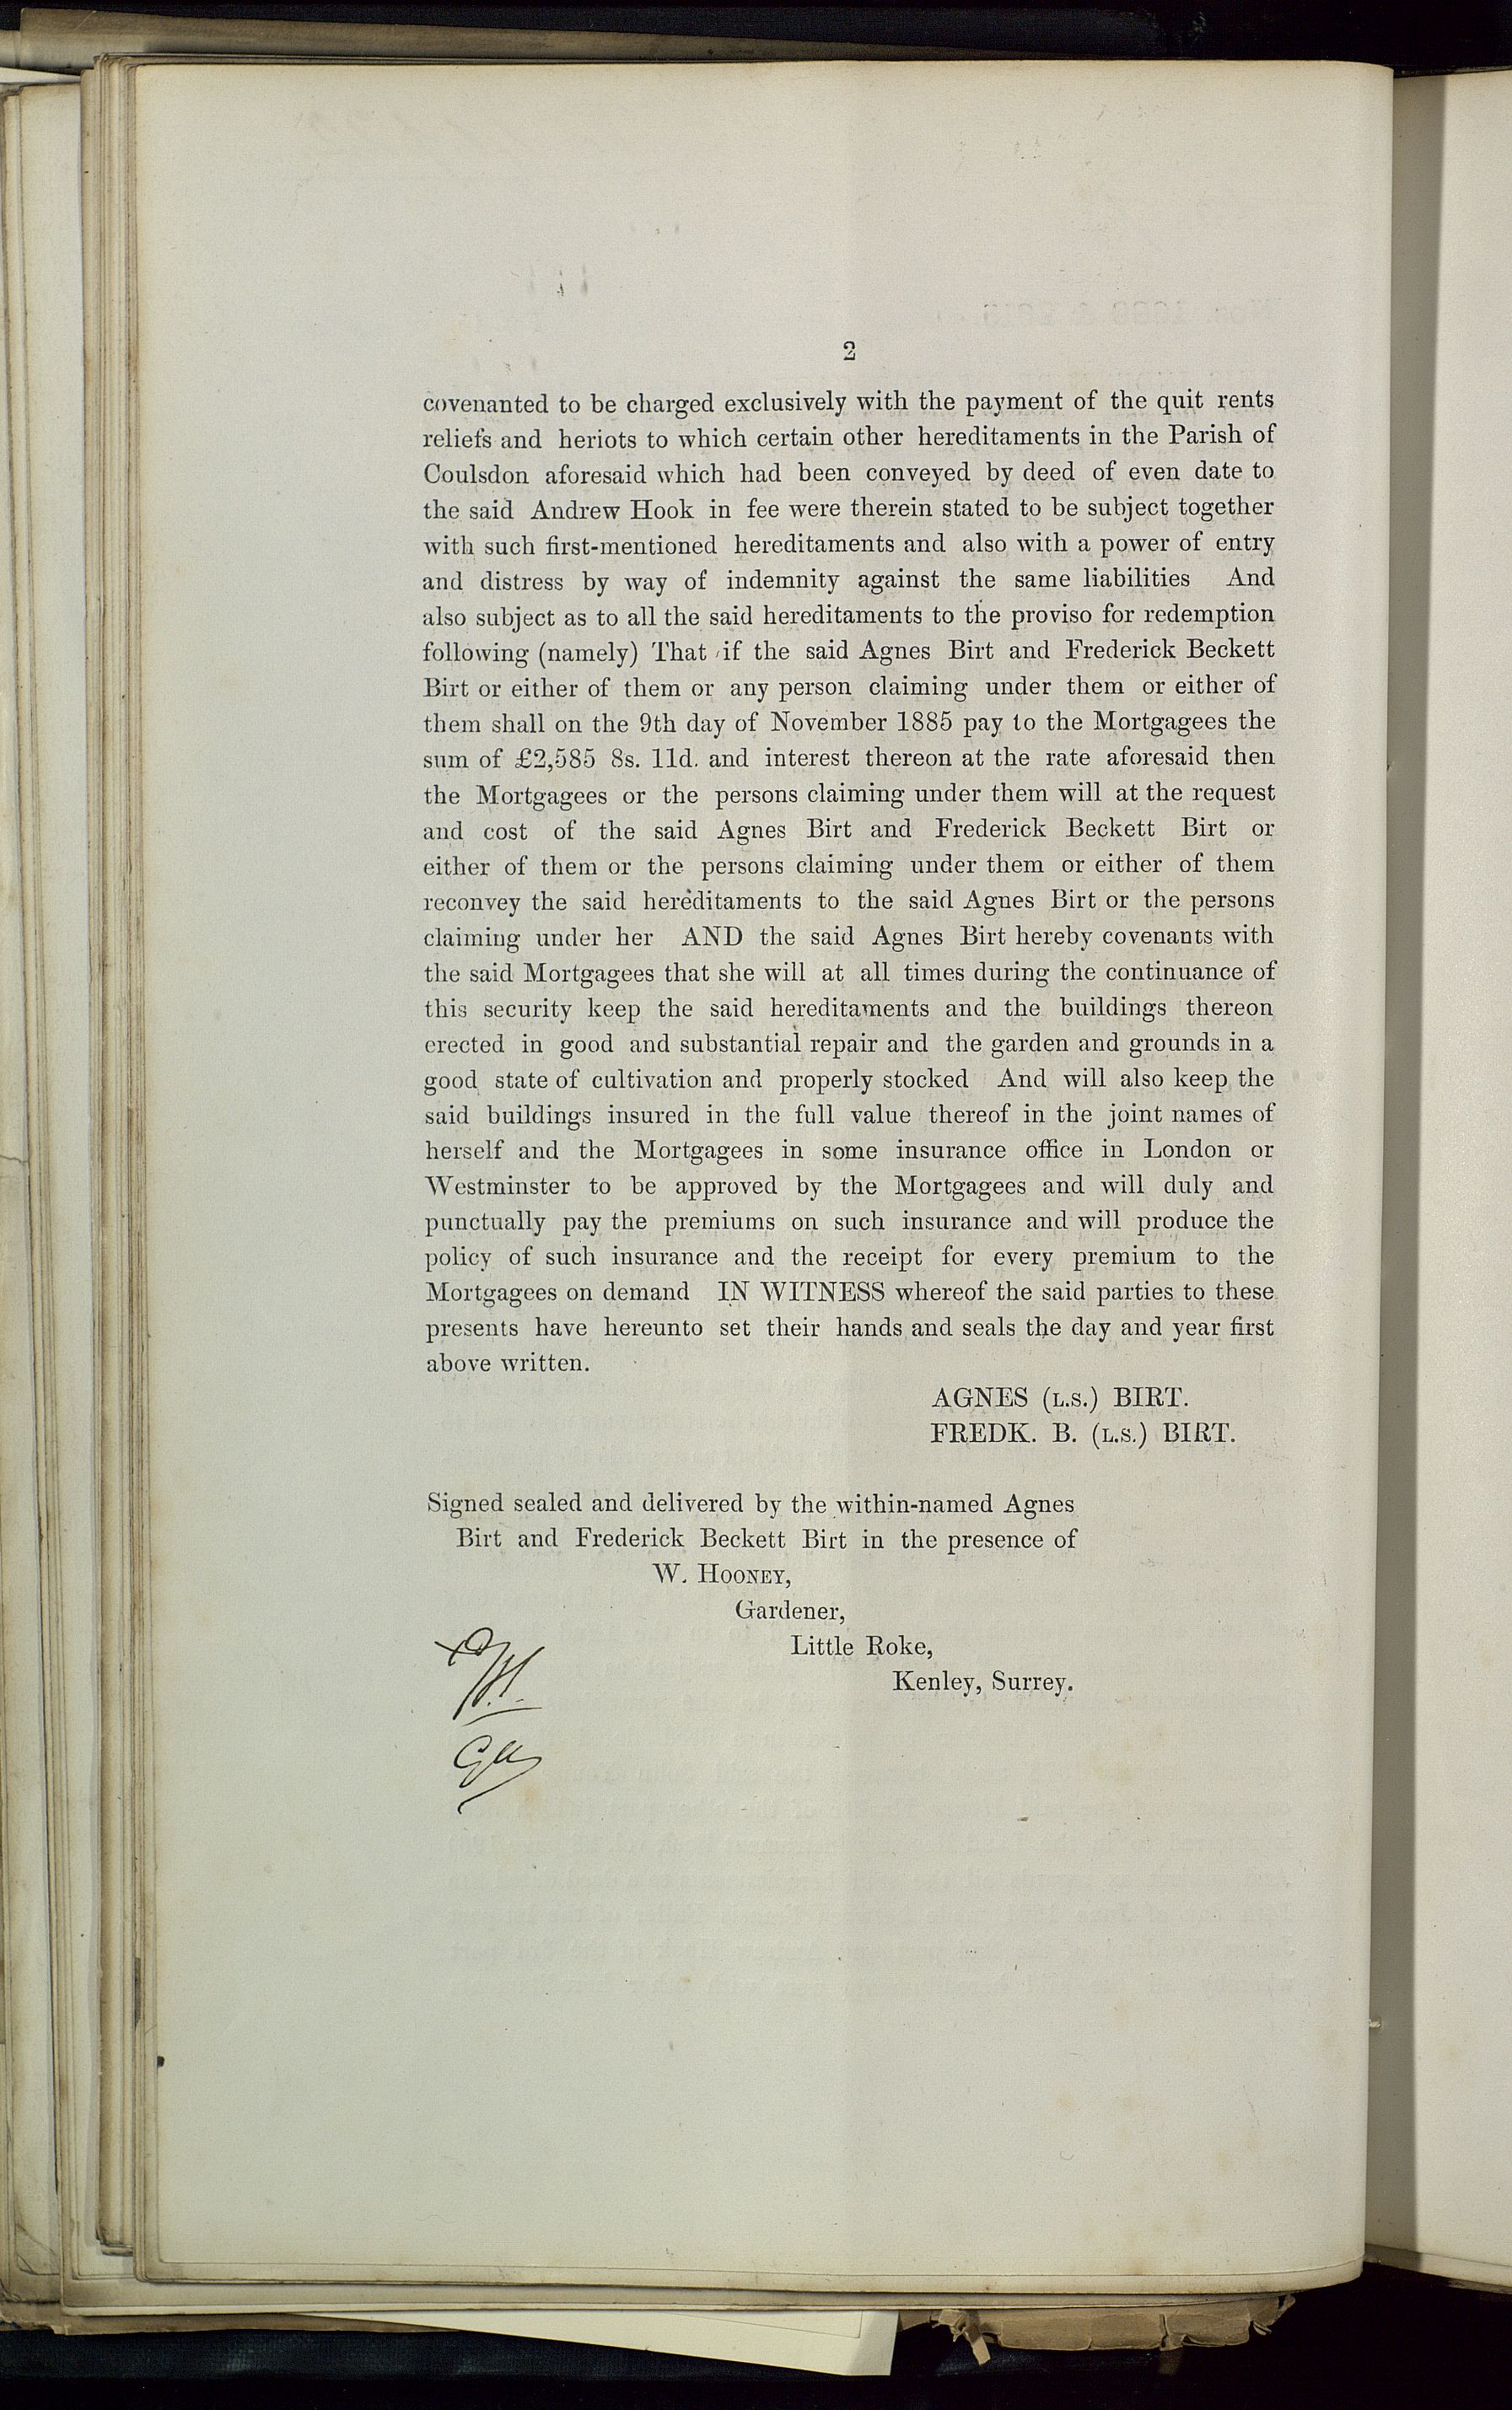 2
covenanted to be charged exclusively with the payment of the quit rents
reliefs and heriots to which certain other hereditaments in the Parish of
Coulsdon aforesaid which had been conveyed by deed of even date to
the said Andrew Hook in fee were therein stated to be subject together
with such first-mentioned hereditaments and also with a power of entry
and distress by way of indemnity against the same liabilities And
also subject as to all the said hereditaments to the proviso for redemption
following (namely) That if the said Agnes Birt and Frederick Beckett
Birt or either of them or any person claiming under them or either of
them shall on the 9th day of November 1885 pay to the Mortgagees the
sum of £2,585 8s. 11d. and interest thereon at the rate aforesaid then
the Mortgagees or the persons claiming under them will at the request
and cost of the said Agnes Birt and Frederick Beckett Birt or
either of them or the persons claiming under them or either of them
reconvey the said hereditaments to the said Agnes Birt or the persons
claiming under her AND the said Agnes Birt hereby covenants with
the said Mortgagees that she will at all times during the continuance of
this security keep the said hereditaments and the buildings thereon
erected in good and substantial repair and the garden and grounds in a
good state of cultivation and properly stocked And will also keep the
said buildings insured in the full value thereof in the joint names of
herself and the Mortgagees in some insurance office in London or
Westminster to be approved by the Mortgagees and will duly and
punctually pay the premiums on such insurance and will produce the
policy of such insurance and the receipt for every premium to the
Mortgagees on demand IN WITNESS whereof the said parties to these
presents have hereunto set their hands and seals the day and year first
above written.
AGNES (L.S.) BIRT.
FREDK. B. (L.S.) BIRT.
Signed sealed and delivered by the within-named Agnes
Birt and Frederick Beckett Birt in the presence of
W. HOONEY,
Gardener,
Little Roke,
Kenley, Surrey.